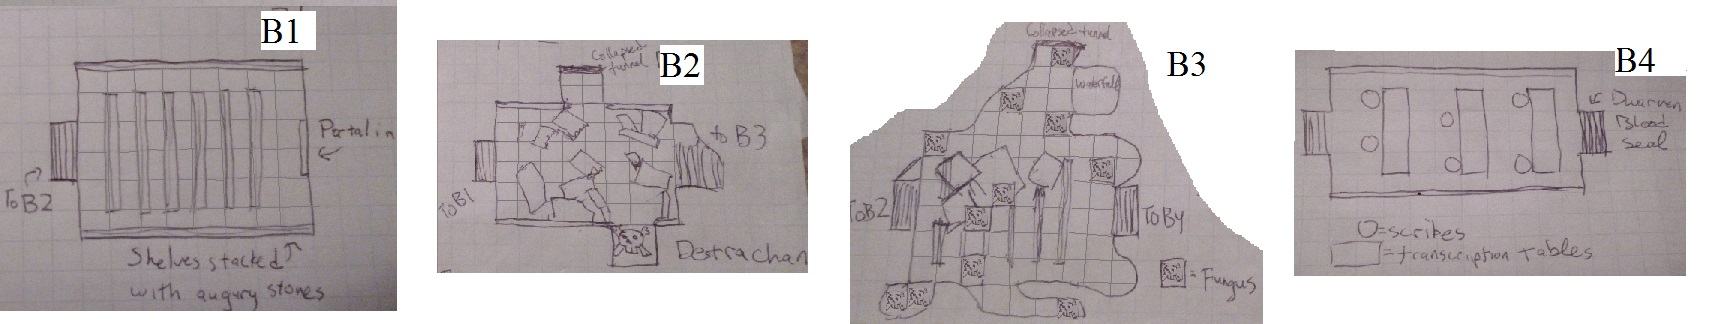 B1
Portal in
To B2
Shelves stacked
with augury stones
B2
Collapsed
tunnel
to B3
To B1
Destrachan
B3
Collapsed tunnel
Waterfall
To B2
To B4
= Fungus
B4
Dwarven
Blood
Seal
O=scribes
=transcription tables